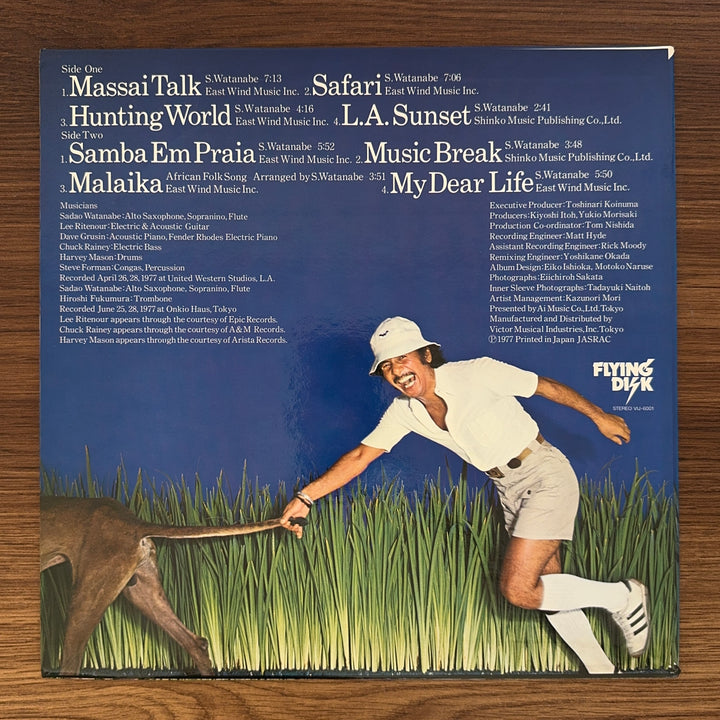 Side One
1. Massai Talk S.Watanabe 7:13 East Wind Music Inc. 2. Safari S.Watanabe 7:06 East Wind Music Inc.
3. Hunting World S.Watanabe 4:16 East Wind Music Inc. 4. L.A. Sunset S.Watanabe 2:41 Shinko Music Publishing Co.,Ltd.
Side Two
1. Samba Em Praia S.Watanabe 5:52 East Wind Music Inc. 2. Music Break S.Watanabe 3:48 Shinko Music Publishing Co.,Ltd.
3. Malaika African Folk Song - Arranged by S.Watanabe 3:51 East Wind Music Inc. 4. My Dear Life S.Watanabe 5:50 East Wind Music Inc.
Musicians
Sadao Watanabe:Alto Saxophone, Sopranino, Flute
Lee Ritenour:Electric & Acoustic Guitar
Dave Grusin:Acoustic Piano, Fender Rhodes Electric Piano
Chuck Rainey:Electric Bass
Harvey Mason:Drums
Steve Forman:Congas, Percussion
Recorded April 26, 28, 1977 at United Western Studios, L.A.
Sadao Watanabe:Alto Saxophone, Sopranino, Flute
Hiroshi Fukumura:Trombone
Recorded June 25, 28, 1977 at Onkio Haus, Tokyo
Lee Ritenour appears through the courtesy of Epic Records.
Chuck Rainey appears through the courtesy of A&M Records.
Harvey Mason appears through the courtesy of Arista Records.
Executive Producer:Toshinari Koinuma
Producers:Kiyoshi Itoh, Yukio Morisaki
Production Co-ordinator:Tom Nishida
Recording Engineer:Matt Hyde
Assistant Recording Engineer:Rick Moody
Remixing Engineer:Yoshikane Okada
Album Design:Eiko Ishioka, Motoko Naruse
Photographs:Eiichiroh Sakata
Inner Sleeve Photographs:Tadayuki Naitoh
Artist Management:Kazunori Mori
Presented by Ai Music Co.,Ltd.Tokyo
Manufactured and Distributed by
Victor Musical Industries, Inc. Tokyo
Ⓟ1977 Printed in Japan JASRAC
FLYING
DISK
STEREO VIJ-6001